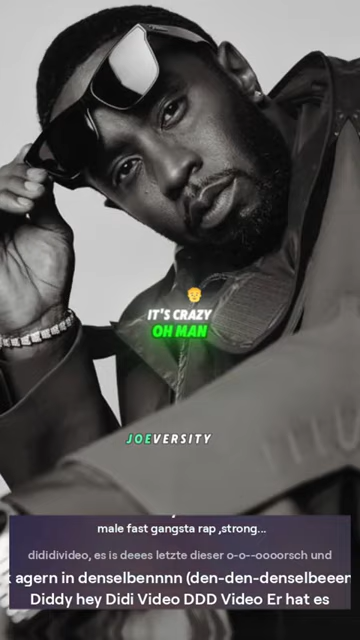 IT'S CRAZY
OH MAN
JOEVERSITY
male fast gangsta rap ,strong...
dididivideo, es is deees letzte dieser o-o--oooorsch und
agern in denselbennnn (den-den-denselbeeer
Diddy hey Didi Video DDD Video Er hat es